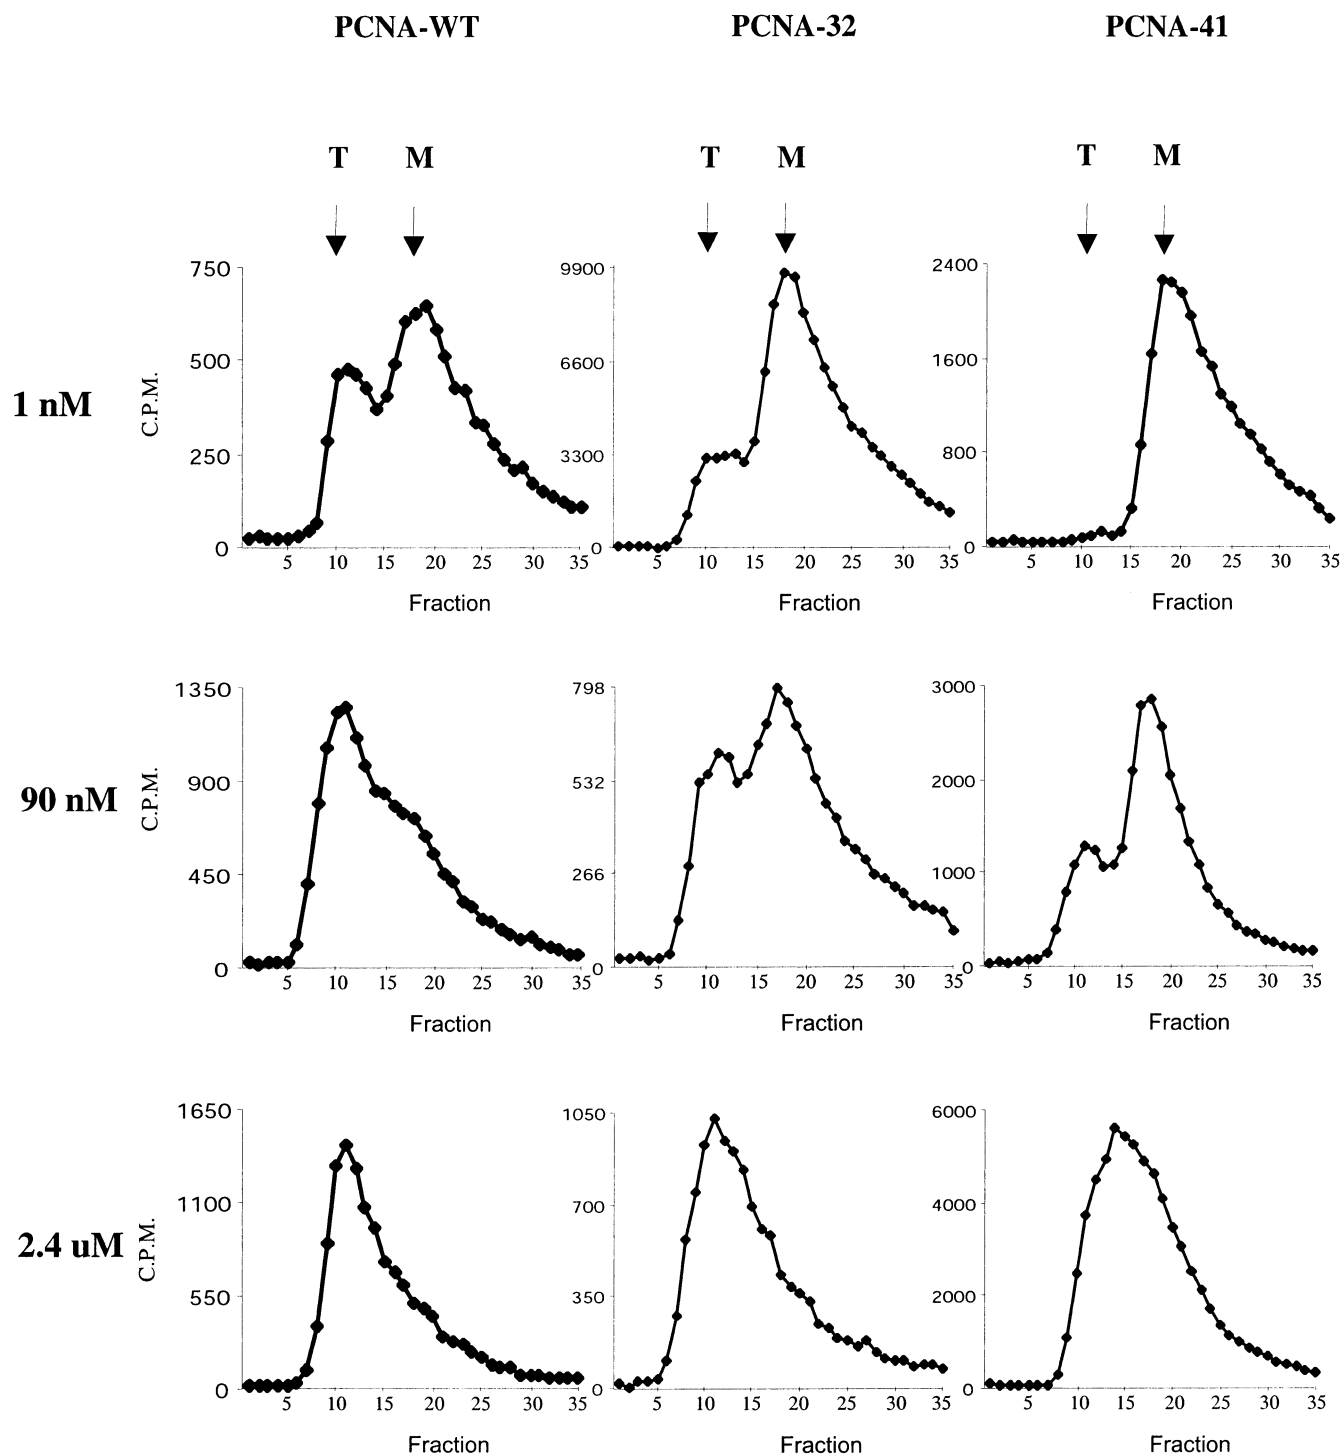 PCNA-WT PCNA-32 PCNA-41
T M T M T M
1 nM
C.P.M.
750
500
250
0
5 10 15 20 25 30 35
Fraction
9900
6600
3300
0
5 10 15 20 25 30 35
Fraction
2400
1600
800
0
5 10 15 20 25 30 35
Fraction
90 nM
C.P.M.
1350
900
450
0
5 10 15 20 25 30 35
Fraction
798
532
266
0
5 10 15 20 25 30 35
Fraction
3000
2000
1000
0
5 10 15 20 25 30 35
Fraction
2.4 uM
C.P.M.
1650
1100
550
0
5 10 15 20 25 30 35
Fraction
1050
700
350
0
5 10 15 20 25 30 35
Fraction
6000
4000
2000
0
5 10 15 20 25 30 35
Fraction